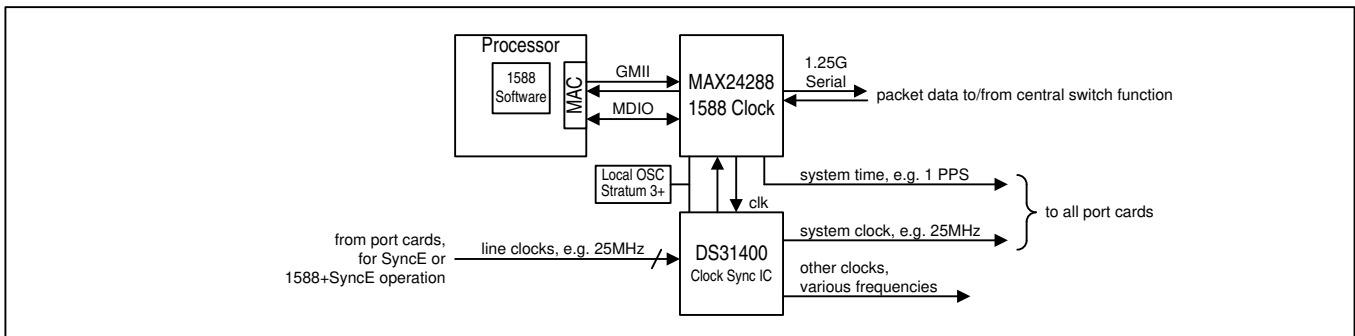 Processor
1588
Software
MAC
GMII
MDIO
MAX24288
1588 Clock
1.25G
Serial
packet data to/from central switch function
Local OSC
Stratum 3+
clk
system time, e.g. 1 PPS
system clock, e.g. 25MHz
to all port cards
from port cards,
for SyncE or
1588+SyncE operation
line clocks, e.g. 25MHz
DS31400
Clock Sync IC
other clocks,
various frequencies